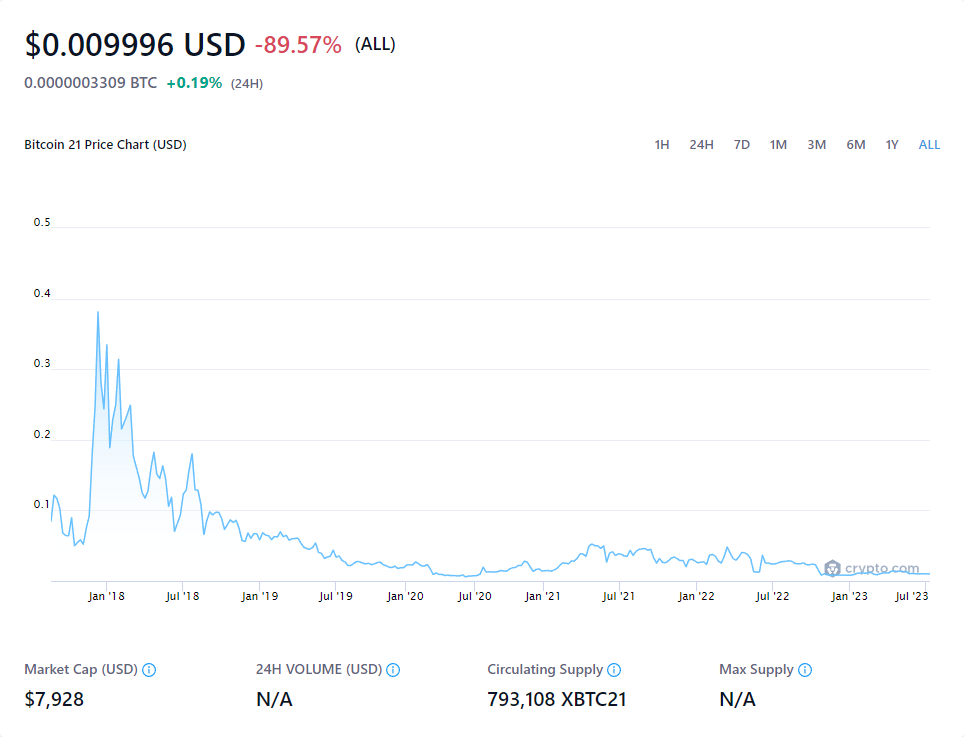 $0.009996 USD -89.57% (ALL)
0.0000003309 BTC +0.19% (24H)
Bitcoin 21 Price Chart (USD) 1H 24H 7D 1M 3M 6M 1Y ALL
0.5
0.4
0.3
0.2
0.1
crypto.com
Jan '18 Jul '18 Jan '19 Jul '19 Jan '20 Jul '20 Jan '21 Jul '21 Jan '22 Jul '22 Jan '23 Jul '23
Market Cap (USD) 24H VOLUME (USD) Circulating Supply Max Supply
$7,928 N/A 793,108 XBTC21 N/A